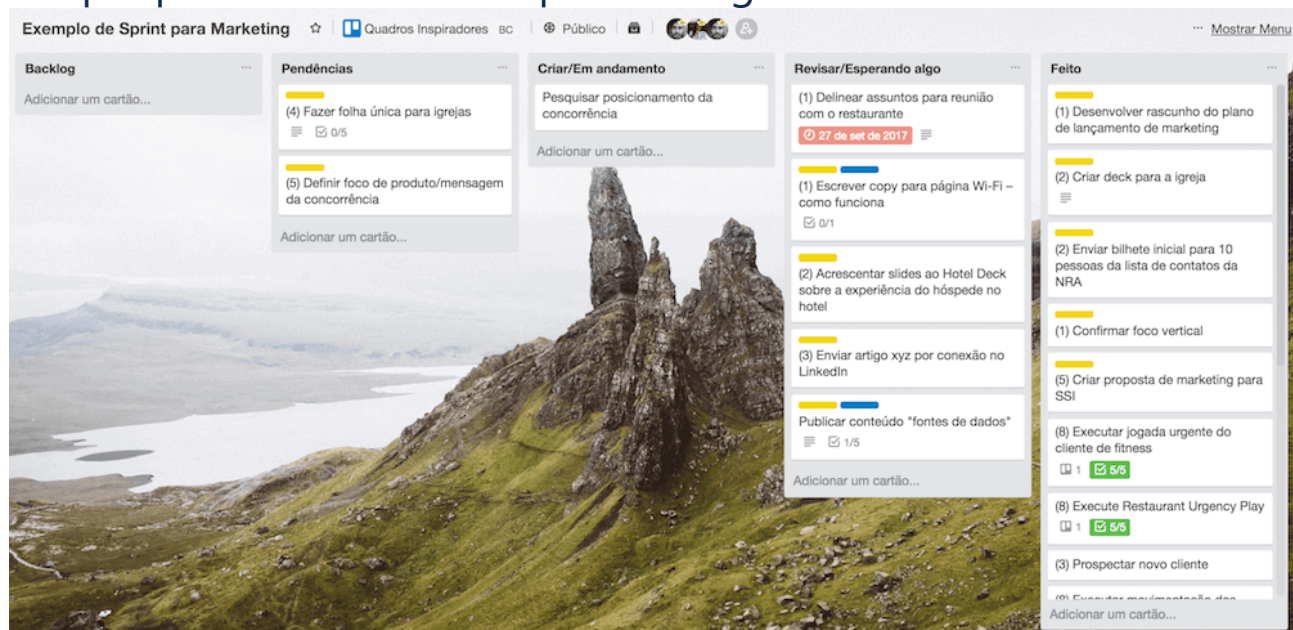 Exemplo de Sprint para Marketing
Quadros Inspiradores BC
Público
··· Mostrar Menu
Backlog ···
Adicionar um cartão...
Pendências ···
(4) Fazer folha única para igrejas
0/5
(5) Definir foco de produto/mensagem
da concorrência
Adicionar um cartão...
Criar/Em andamento ···
Pesquisar posicionamento da
concorrência
Adicionar um cartão...
Revisar/Esperando algo ···
(1) Delinear assuntos para reunião
com o restaurante
27 de set de 2017
(1) Escrever copy para página Wi-Fi –
como funciona
0/1
(2) Acrescentar slides ao Hotel Deck
sobre a experiência do hóspede no
hotel
(3) Enviar artigo xyz por conexão no
LinkedIn
Publicar conteúdo "fontes de dados"
1/5
Adicionar um cartão...
Feito ···
(1) Desenvolver rascunho do plano
de lançamento de marketing
(2) Criar deck para a igreja
(2) Enviar bilhete inicial para 10
pessoas da lista de contatos da
NRA
(1) Confirmar foco vertical
(5) Criar proposta de marketing para
SSI
(8) Executar jogada urgente do
cliente de fitness
1 5/5
(8) Execute Restaurant Urgency Play
1 5/5
(3) Prospectar novo cliente
Adicionar um cartão...